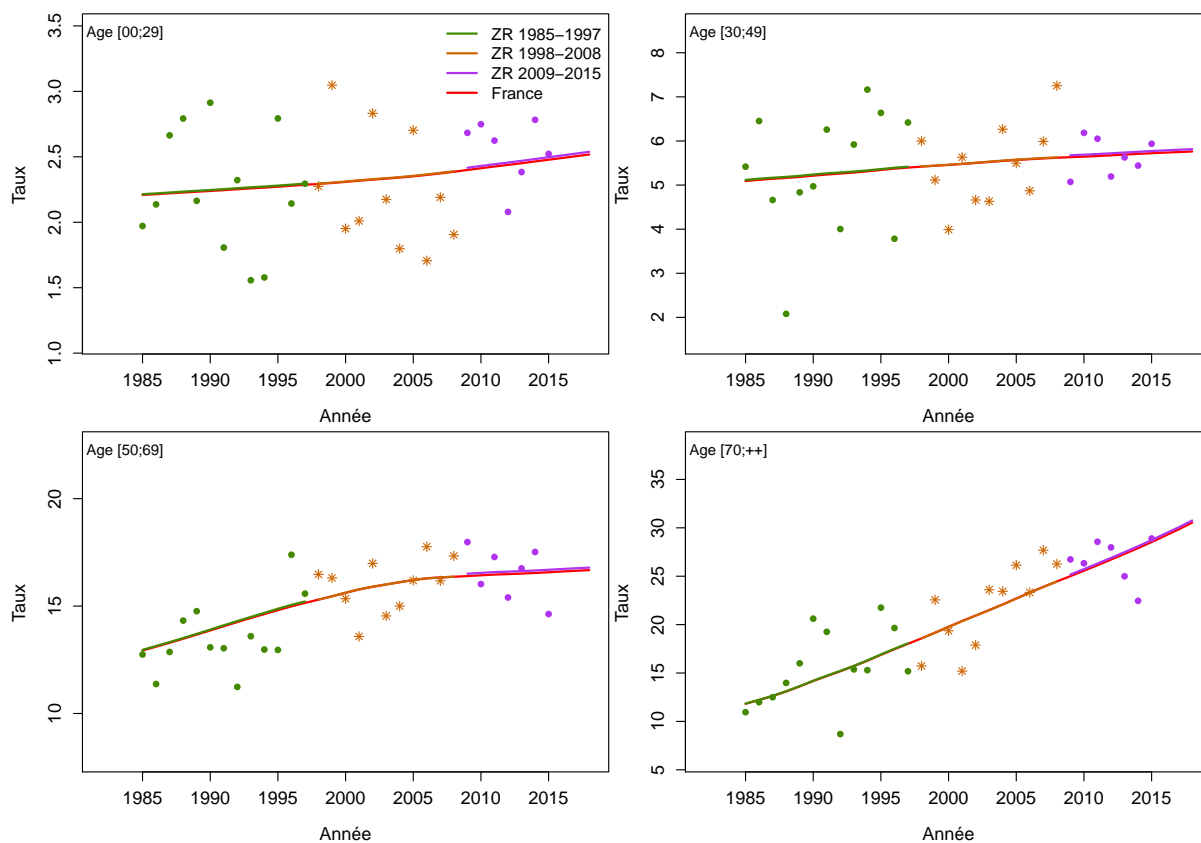 Age [00;29]
ZR 1985−1997
ZR 1998−2008
ZR 2009−2015
France
3.5
3.0
2.5
2.0
1.5
1.0
Taux
1985 1990 1995 2000 2005 2010 2015
Année
Age [30;49]
8
7
6
5
4
3
2
Taux
1985 1990 1995 2000 2005 2010 2015
Année
Age [50;69]
20
15
10
Taux
1985 1990 1995 2000 2005 2010 2015
Année
Age [70;++]
35
30
25
20
15
10
5
Taux
1985 1990 1995 2000 2005 2010 2015
Année